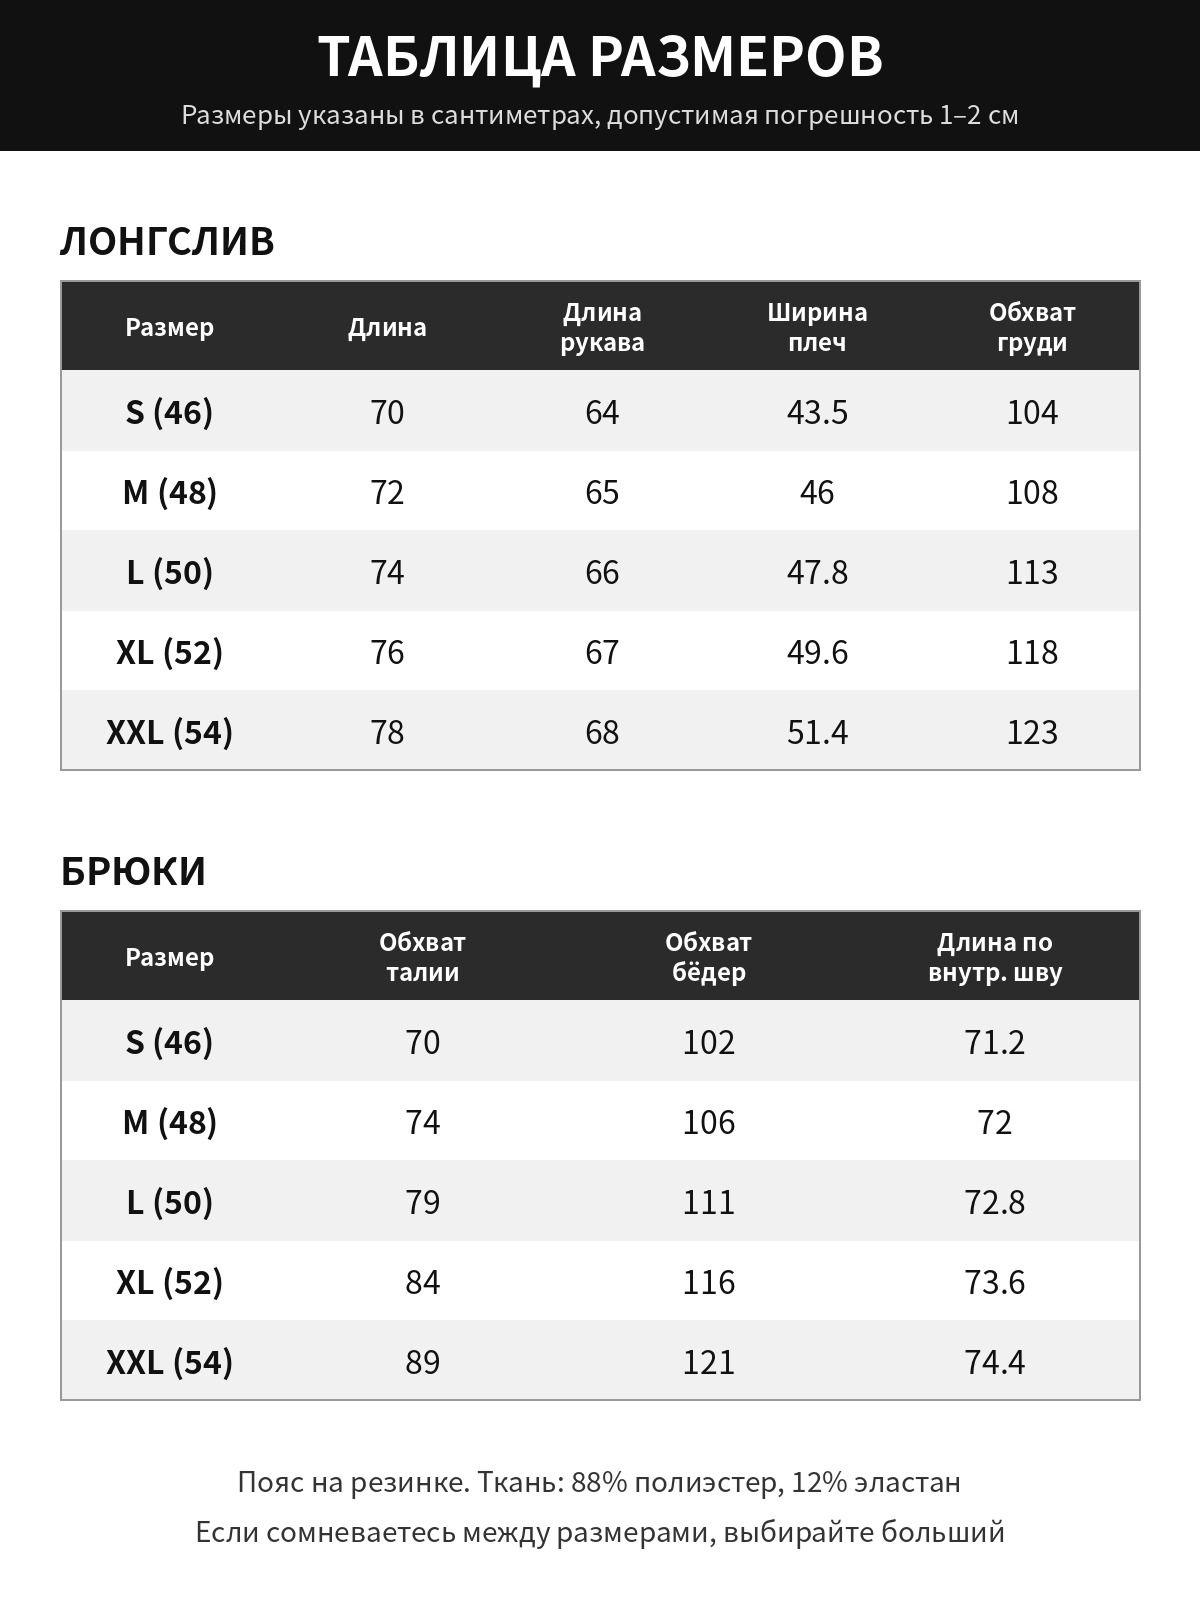 ТАБЛИЦА РАЗМЕРОВ
Размеры указаны в сантиметрах, допустимая погрешность 1–2 см
ЛОНГСЛИВ
Размер Длина Длина рукава Ширина плеч Обхват груди
S (46) 70 64 43.5 104
M (48) 72 65 46 108
L (50) 74 66 47.8 113
XL (52) 76 67 49.6 118
XXL (54) 78 68 51.4 123
БРЮКИ
Размер Обхват талии Обхват бёдер Длина по внутр. шву
S (46) 70 102 71.2
M (48) 74 106 72
L (50) 79 111 72.8
XL (52) 84 116 73.6
XXL (54) 89 121 74.4
Пояс на резинке. Ткань: 88% полиэстер, 12% эластан
Если сомневаетесь между размерами, выбирайте больший